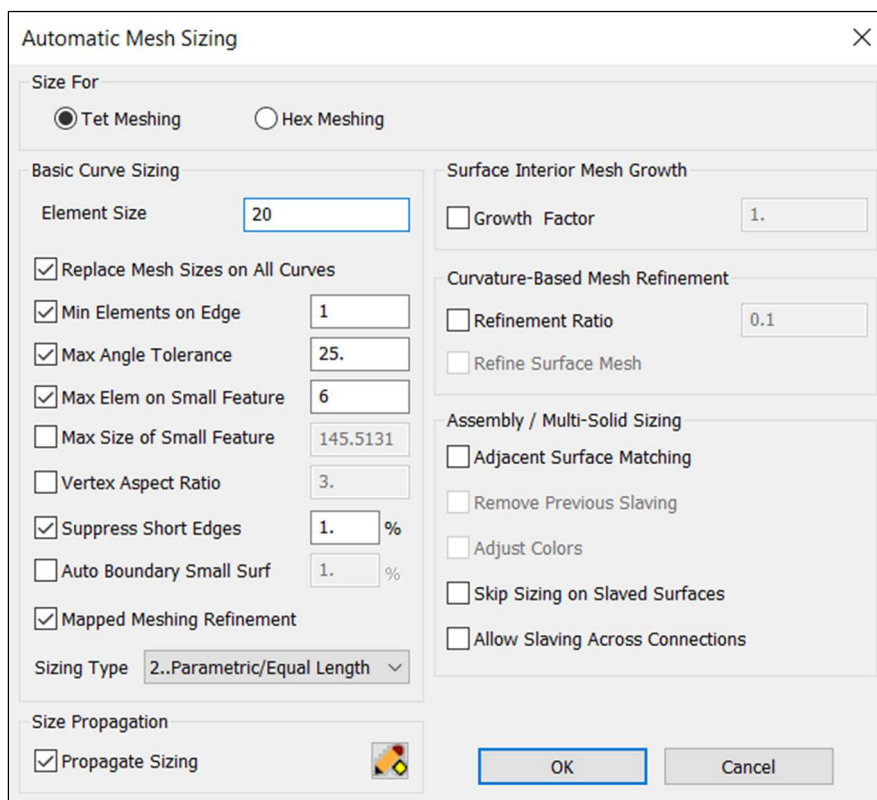 Automatic Mesh Sizing
Size For
Tet Meshing
Hex Meshing
Basic Curve Sizing
Element Size 20
Replace Mesh Sizes on All Curves
Min Elements on Edge 1
Max Angle Tolerance 25.
Max Elem on Small Feature 6
Max Size of Small Feature 145.5131
Vertex Aspect Ratio 3.
Suppress Short Edges 1. %
Auto Boundary Small Surf 1. %
Mapped Meshing Refinement
Sizing Type 2..Parametric/Equal Length
Size Propagation
Propagate Sizing
Surface Interior Mesh Growth
Growth Factor 1.
Curvature-Based Mesh Refinement
Refinement Ratio 0.1
Refine Surface Mesh
Assembly / Multi-Solid Sizing
Adjacent Surface Matching
Remove Previous Slaving
Adjust Colors
Skip Sizing on Slaved Surfaces
Allow Slaving Across Connections
OK
Cancel